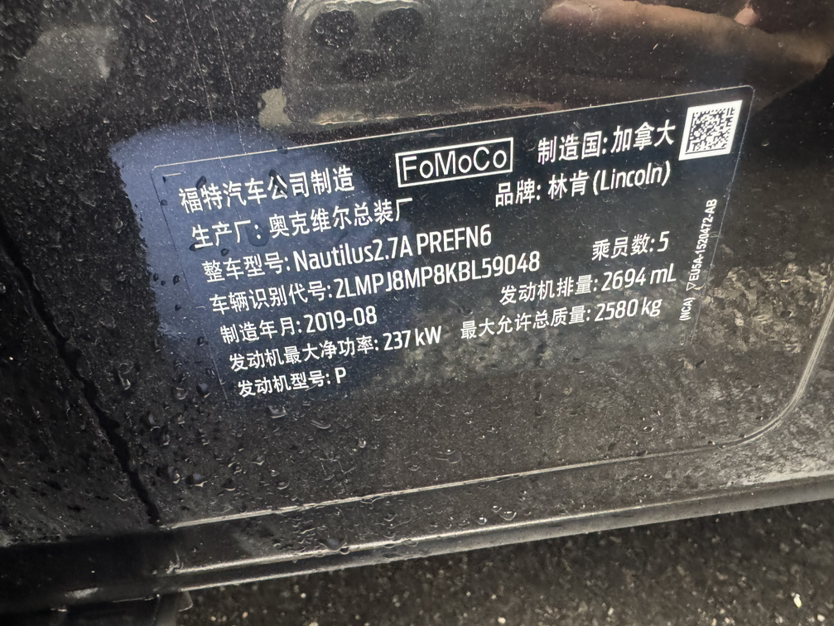 福特汽车公司制造 FoMoCo 制造国:加拿大
生产厂: 奥克维尔总装厂 品牌: 林肯 (Lincoln)
整车型号: Nautilus2.7A PREFN6 乘员数: 5
车辆识别代号: 2LMPJ8MP8KBL59048
制造年月: 2019-08 发动机排量: 2694 mL
发动机最大净功率: 237 kW 最大允许总质量: 2580 kg
发动机型号: P
(NCA) EU5A-1520472-AB